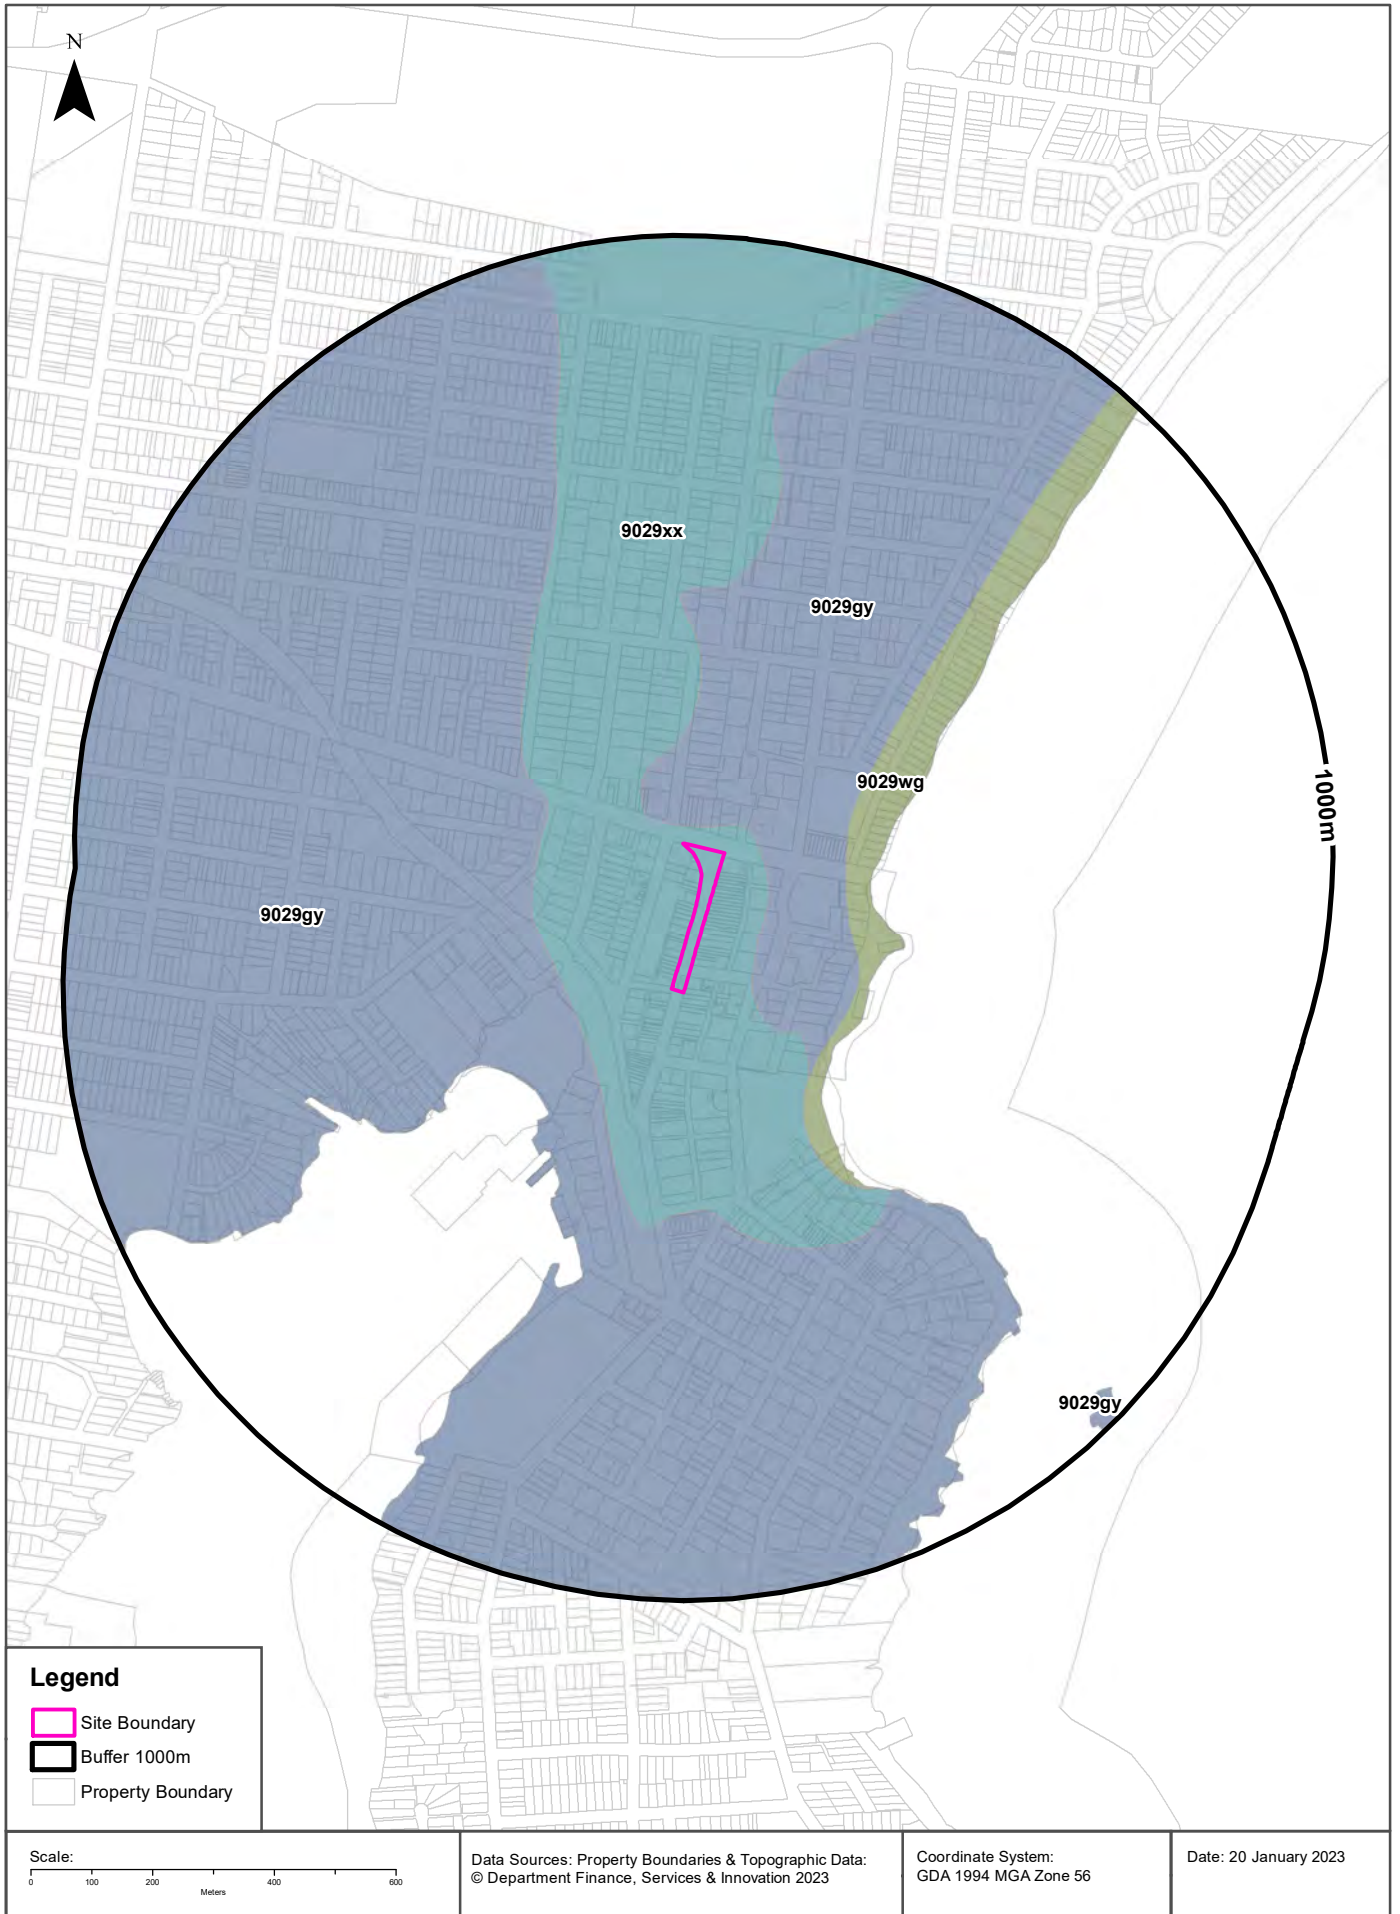 N
9029xx
9029gy
9029wg
1000m
9029gy
9029gy
Legend
Site Boundary
Buffer 1000m
Property Boundary
Scale:
0 100 200 400 600
Meters
Data Sources: Property Boundaries & Topographic Data:
© Department Finance, Services & Innovation 2023
Coordinate System:
GDA 1994 MGA Zone 56
Date: 20 January 2023